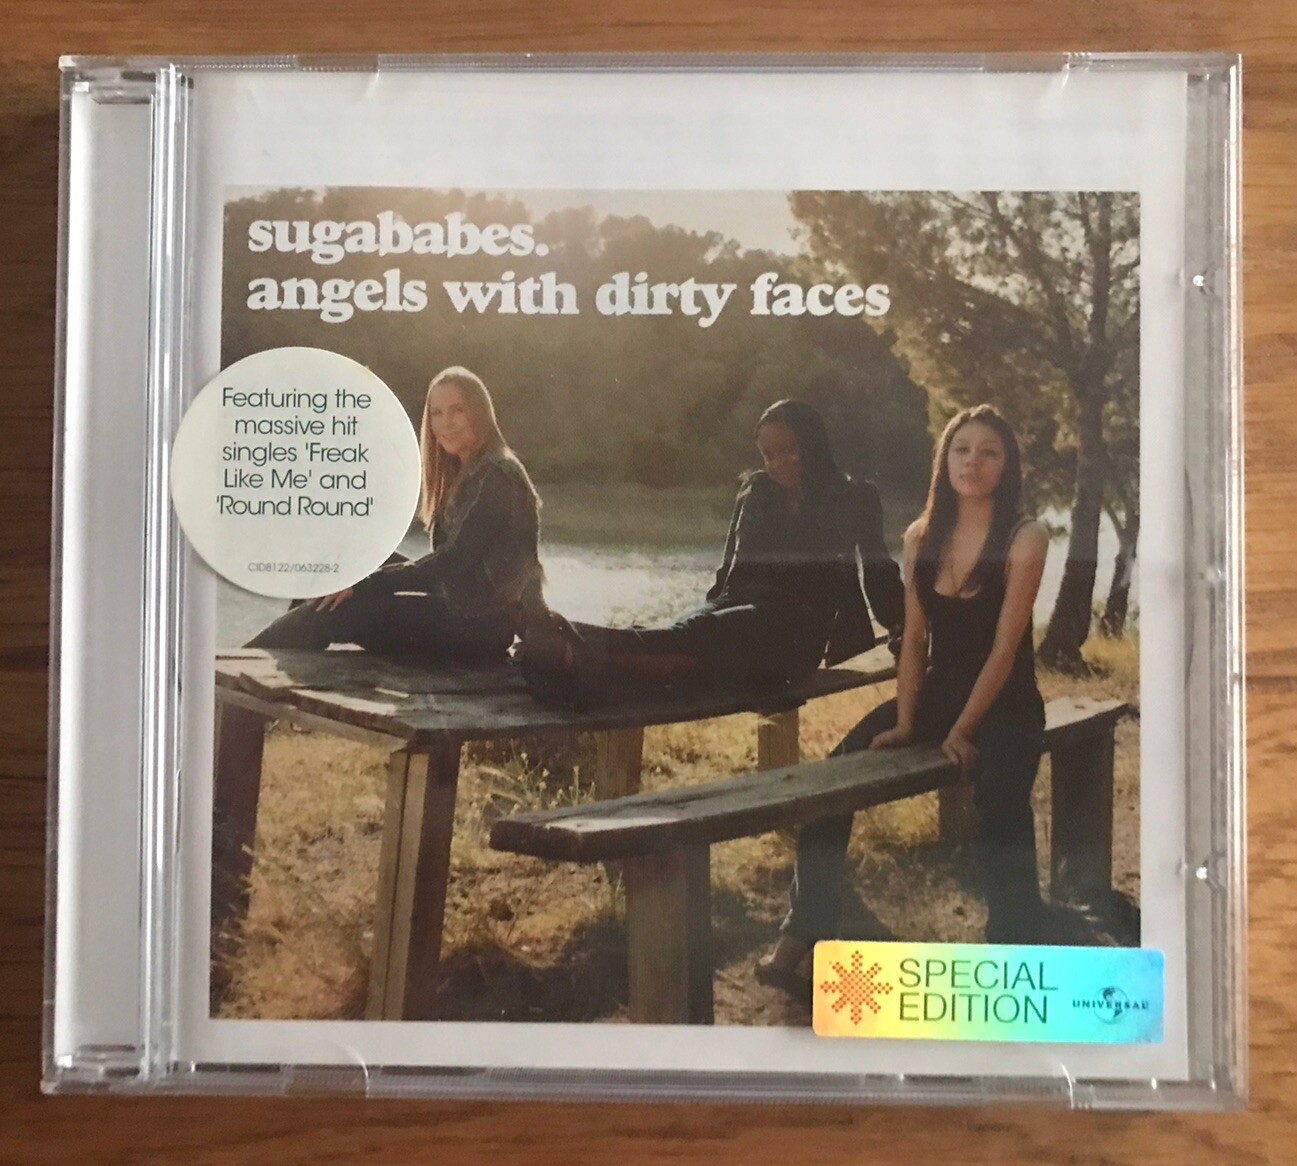 sugababes.
angels with dirty faces
Featuring the
massive hit
singles 'Freak
Like Me' and
'Round Round'
CID8122/063228-2
SPECIAL
EDITION
UNIVERSAL